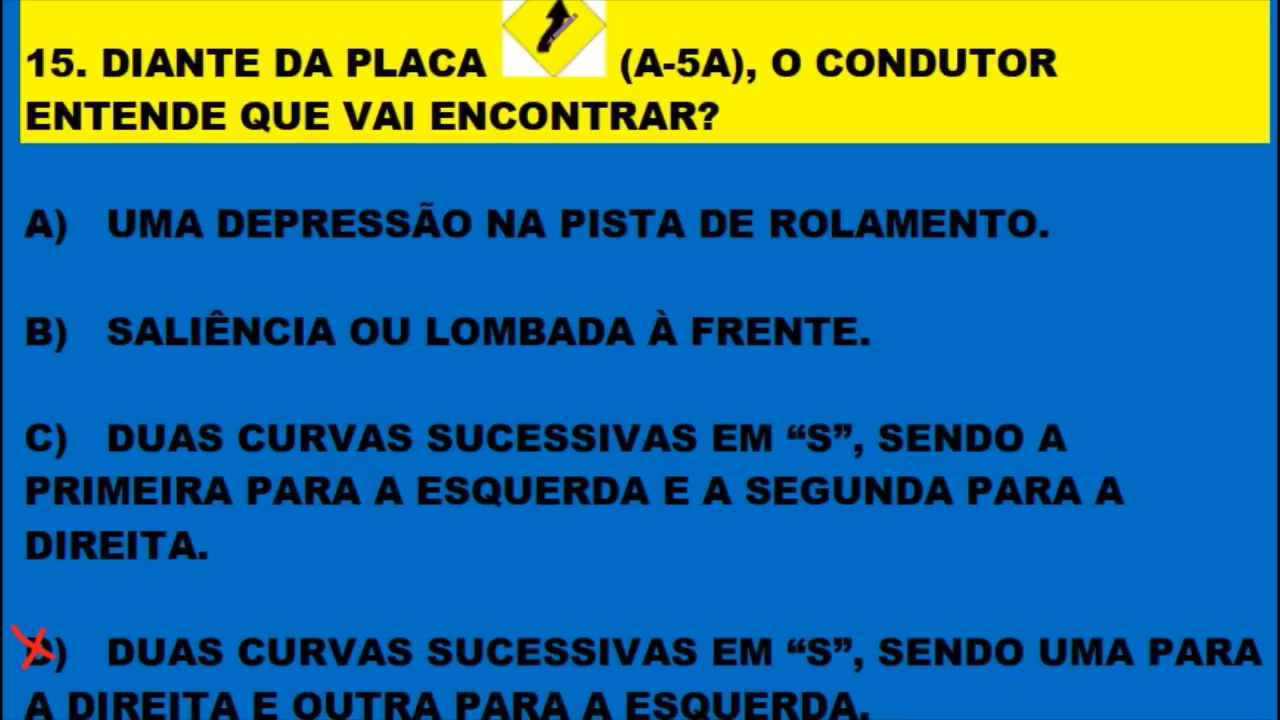 15. DIANTE DA PLACA (A-5A), O CONDUTOR
ENTENDE QUE VAI ENCONTRAR?
A) UMA DEPRESSÃO NA PISTA DE ROLAMENTO.
B) SALIÊNCIA OU LOMBADA À FRENTE.
C) DUAS CURVAS SUCESSIVAS EM “S”, SENDO A
PRIMEIRA PARA A ESQUERDA E A SEGUNDA PARA A
DIREITA.
D) DUAS CURVAS SUCESSIVAS EM “S”, SENDO UMA PARA
A DIREITA E OUTRA PARA A ESQUERDA.